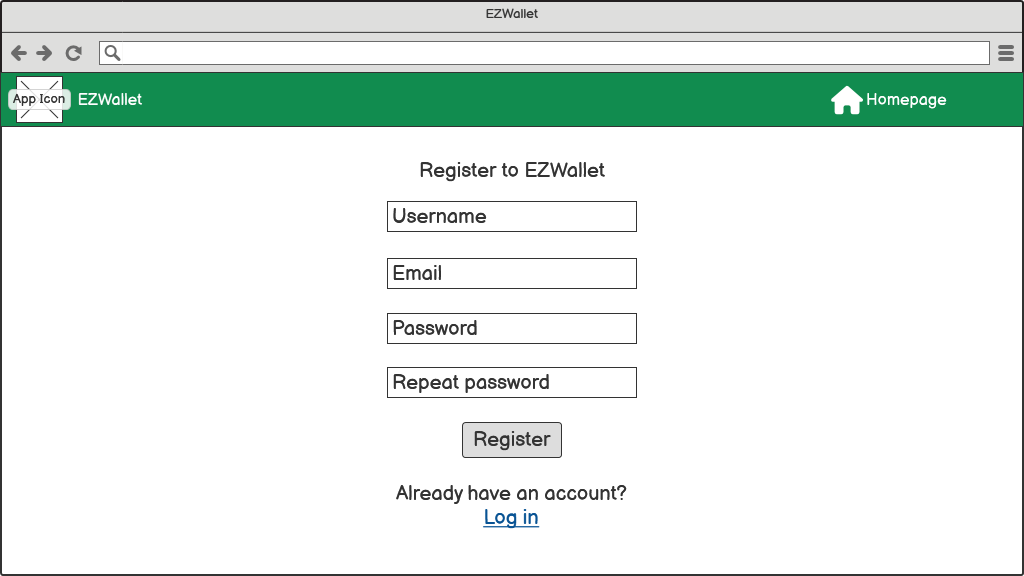 EZWallet
App Icon
EZWallet
Homepage
Register to EZWallet
Username
Email
Password
Repeat password
Register
Already have an account?
Log in